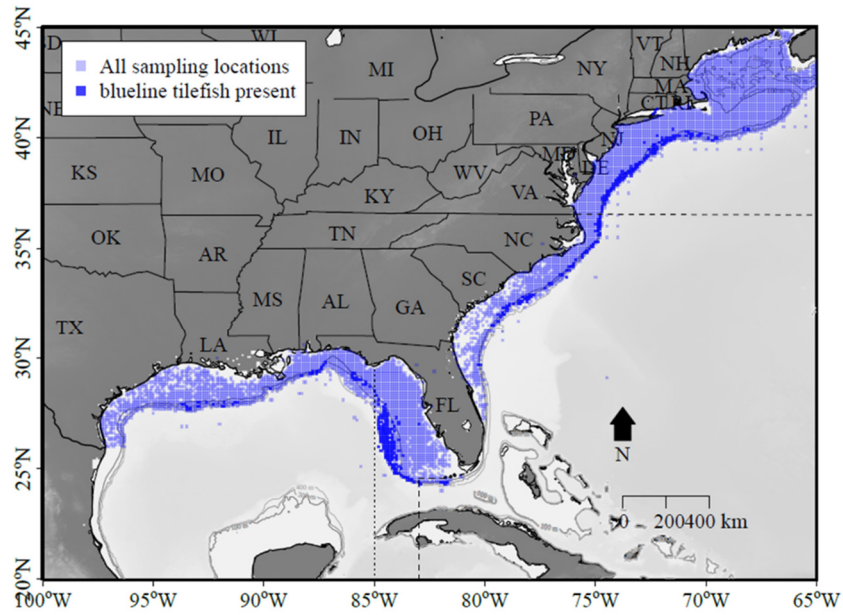 45°N
40°N
35°N
30°N
25°N
All sampling locations
blueline tilefish present
WI
MI
VT
NH
NY
MA
CT RI
IL
IN
OH
PA
NJ
KS
MO
WV
MD
DE
KY
VA
OK
AR
TN
NC
SC
MS
AL
GA
TX
LA
FL
N
0 200400 km
100°W 95°W 90°W 85°W 80°W 75°W 70°W 65°W